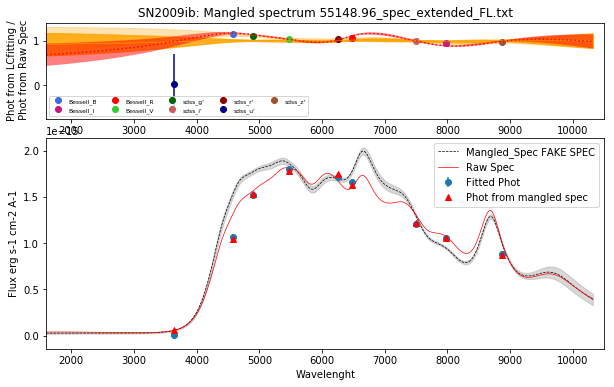 SN2009ib: Mangled spectrum 55148.96_spec_extended_FL.txt
Phot from LCfitting /
Phot from Raw Spec
1
0
Bessell_B Bessell_R sdss_g' sdss_r' sdss_z'
Bessell_I Bessell_V sdss_i' sdss_u'
2000 3000 4000 5000 6000 7000 8000 9000 10000
Flux erg s-1 cm-2 A-1
2.0
1.5
1.0
0.5
0.0
Mangled_Spec FAKE SPEC
Raw Spec
Fitted Phot
Phot from mangled spec
2000 3000 4000 5000 6000 7000 8000 9000 10000
Wavelenght